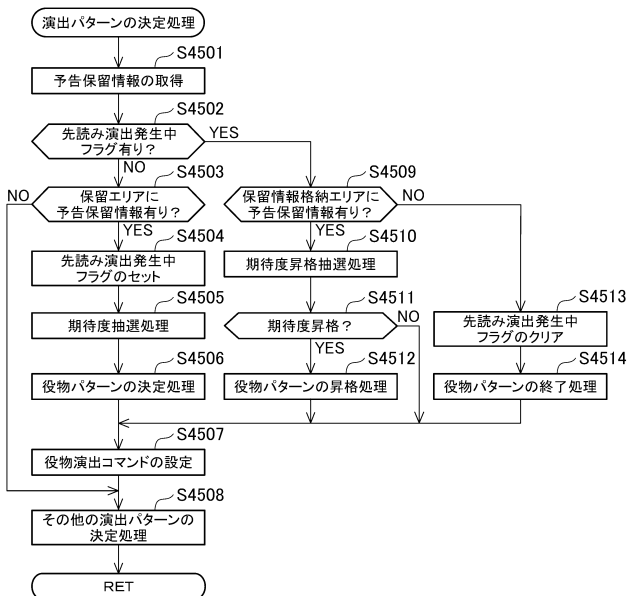 演出パターンの決定処理
S4501
予告保留情報の取得
S4502
先読み演出発生中
フラグ有り?
YES
NO
S4503
NO
保留エリアに
予告保留情報有り?
YES
S4509
保留情報格納エリアに
予告保留情報有り?
NO
YES
S4504
先読み演出発生中
フラグのセット
S4510
期待度昇格抽選処理
S4505
期待度抽選処理
S4511
期待度昇格?
NO
YES
S4513
先読み演出発生中
フラグのクリア
S4506
役物パターンの決定処理
S4512
役物パターンの昇格処理
S4514
役物パターンの終了処理
S4507
役物演出コマンドの設定
S4508
その他の演出パターンの
決定処理
RET